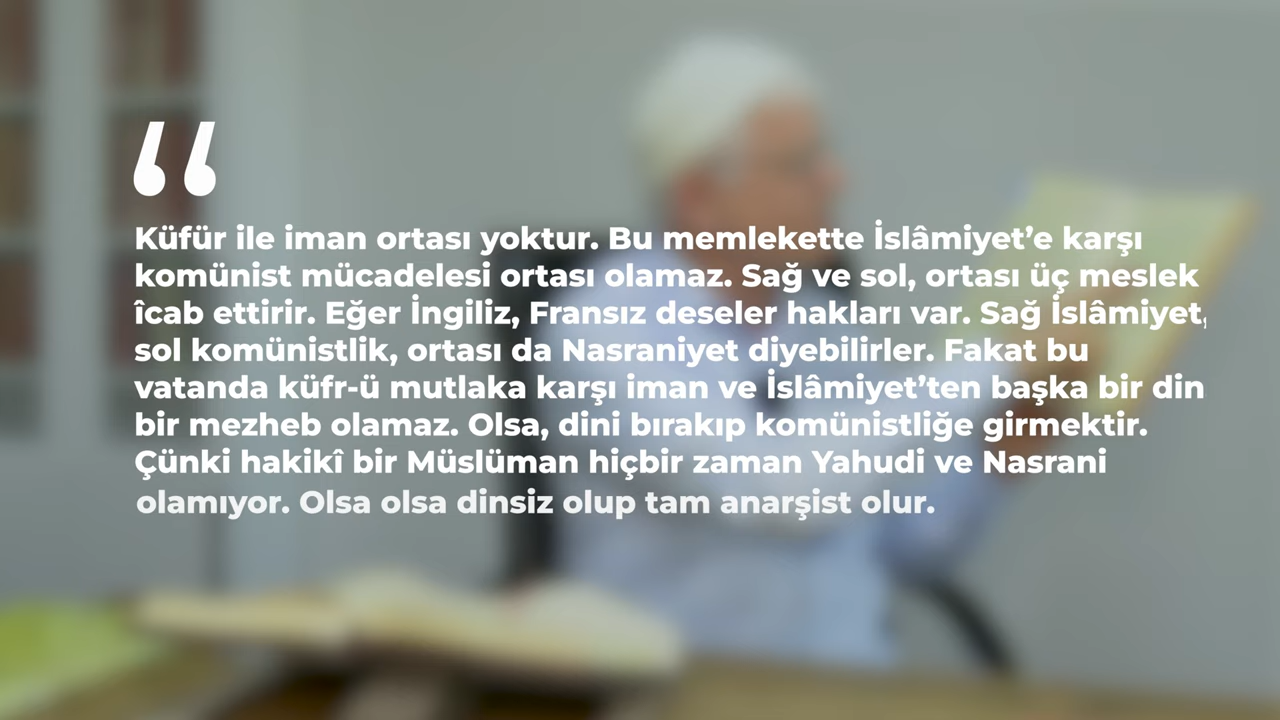 “
Küfür ile iman ortası yoktur. Bu memlekette İslâmiyet’e karşı
komünist mücadelesi ortası olamaz. Sağ ve sol, ortası üç meslek
îcab ettirir. Eğer İngiliz, Fransız deseler hakları var. Sağ İslâmiyet,
sol komünistlik, ortası da Nasraniyet diyebilirler. Fakat bu
vatanda küfr-ü mutlaka karşı iman ve İslâmiyet’ten başka bir din
bir mezheb olamaz. Olsa, dini bırakıp komünistliğe girmektir.
Çünki hakikî bir Müslüman hiçbir zaman Yahudi ve Nasrani
olamıyor. Olsa olsa dinsiz olup tam anarşist olur.